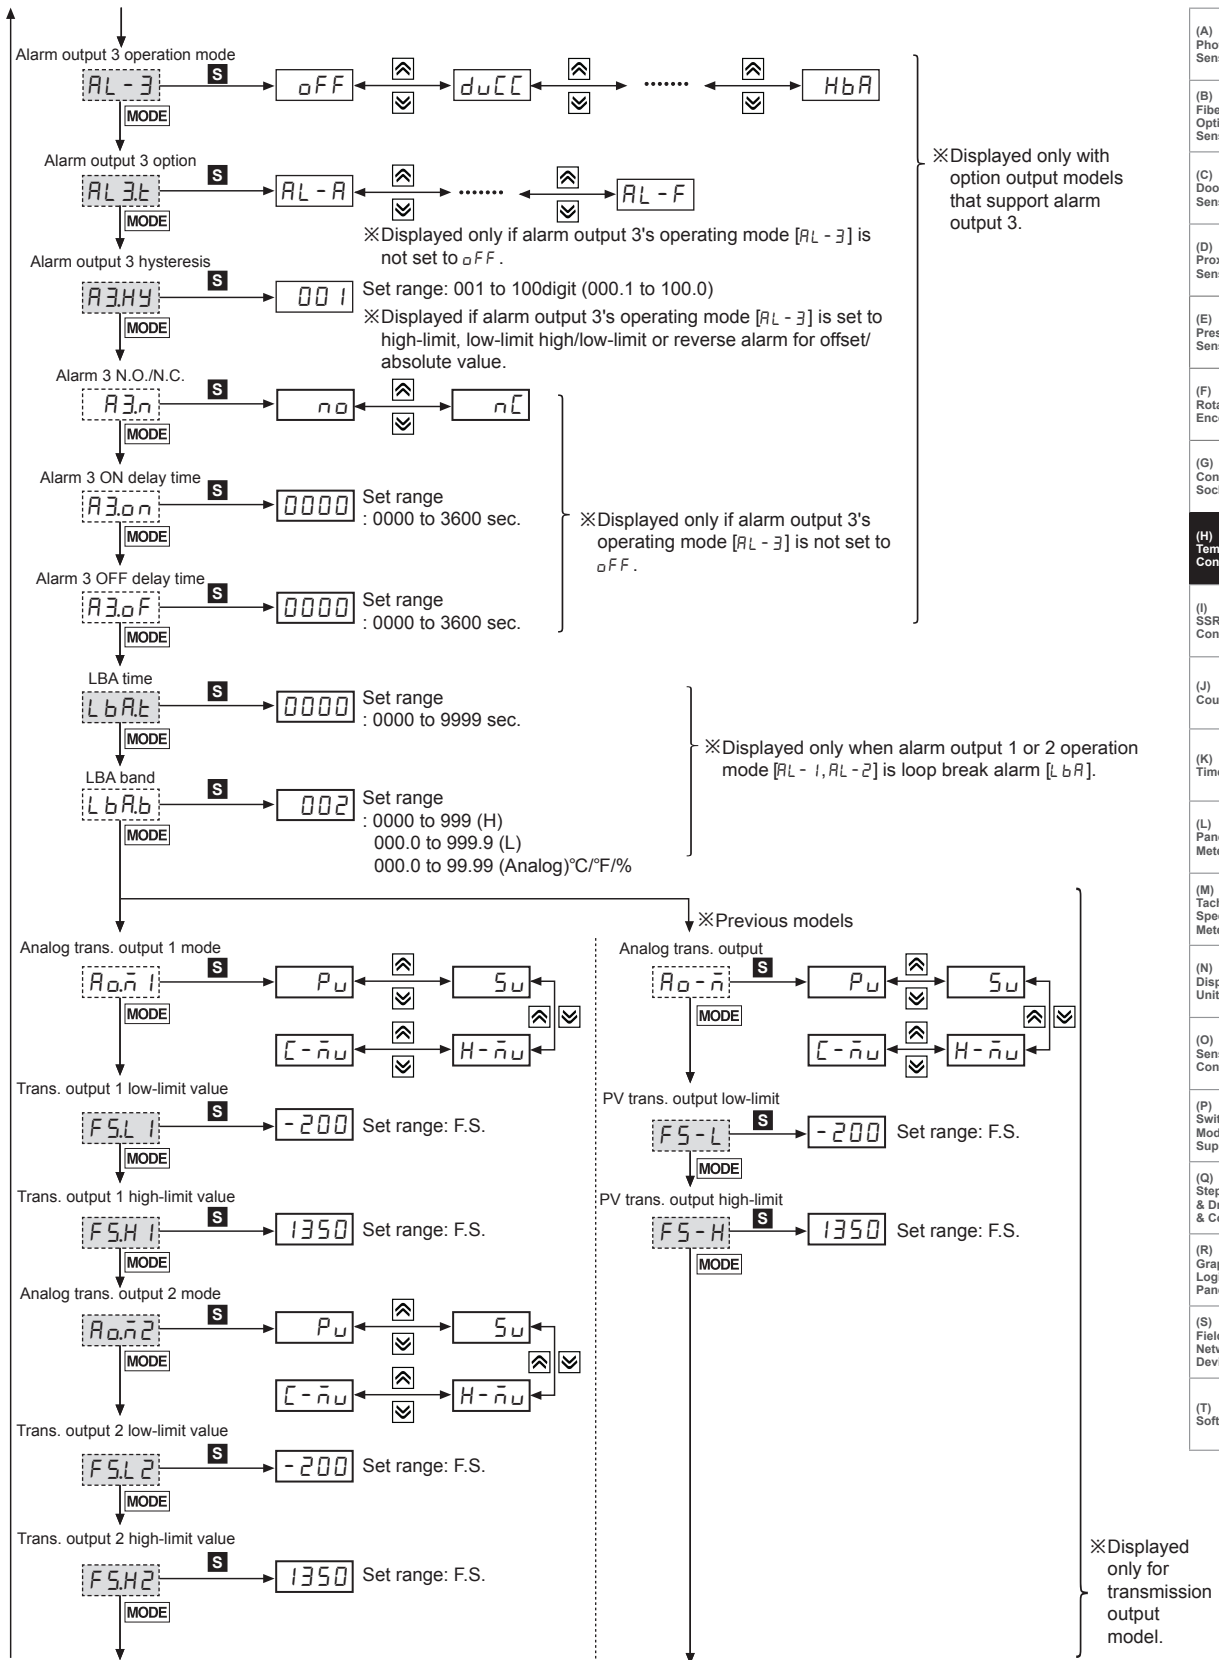 Alarm output 3 operation mode
AL-3 S oFF duCC ······· HbA
MODE
Alarm output 3 option
AL3.t S AL-A ······· AL-F
MODE
※Displayed only if alarm output 3's operating mode [AL-3] is
not set to oFF.
Alarm output 3 hysteresis
A3.HY S 001 Set range: 001 to 100digit (000.1 to 100.0)
MODE
※Displayed if alarm output 3's operating mode [AL-3] is set to
high-limit, low-limit high/low-limit or reverse alarm for offset/
absolute value.
Alarm 3 N.O./N.C.
A3.n S no nC
MODE
Alarm 3 ON delay time
A3.on S 0000 Set range
: 0000 to 3600 sec.
MODE
※Displayed only if alarm output 3's
operating mode [AL-3] is not set to
oFF.
Alarm 3 OFF delay time
A3.oF S 0000 Set range
: 0000 to 3600 sec.
MODE
※Displayed only with
option output models
that support alarm
output 3.
LBA time
LbA.t S 0000 Set range
: 0000 to 9999 sec.
MODE
LBA band
LbA.b S 002 Set range
: 0000 to 999 (H)
000.0 to 999.9 (L)
000.0 to 99.99 (Analog)°C/°F/%
MODE
※Displayed only when alarm output 1 or 2 operation
mode [AL-1,AL-2] is loop break alarm [LbA].
Analog trans. output 1 mode
Ao.m̄1 S Pu Su
MODE
C-m̄u H-m̄u
Trans. output 1 low-limit value
FS.L1 S -200 Set range: F.S.
MODE
Trans. output 1 high-limit value
FS.H1 S 1350 Set range: F.S.
MODE
Analog trans. output 2 mode
Ao.m̄2 S Pu Su
MODE
C-m̄u H-m̄u
Trans. output 2 low-limit value
FS.L2 S -200 Set range: F.S.
MODE
Trans. output 2 high-limit value
FS.H2 S 1350 Set range: F.S.
MODE
※Previous models
Analog trans. output
Ao-m̄ S Pu Su
MODE
C-m̄u H-m̄u
PV trans. output low-limit
FS-L S -200 Set range: F.S.
MODE
PV trans. output high-limit
FS-H S 1350 Set range: F.S.
MODE
※Displayed
only for
transmission
output
model.
(A)
(B)
(C)
(D)
(E)
(F)
(G)
(H)
(I)
SSR
(J)
(K)
(L)
(M)
(N)
(O)
(P)
(Q)
(R)
(S)
(T)